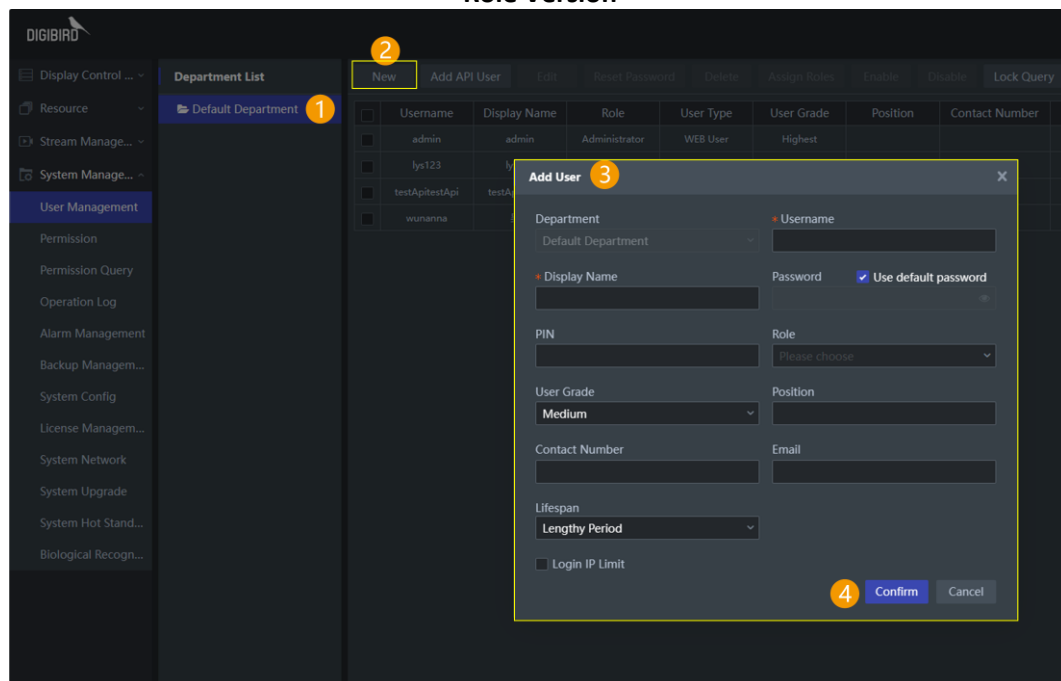 Role Version
DIGIBIRD
2
Display Control ...
Department List
New Add API User Edit Reset Password Delete Assign Roles Enable Disable Lock Query
Resource
Default Department 1
Username Display Name Role User Type User Grade Position Contact Number
Stream Manage...
admin admin Administrator WEB User Highest
lys123
System Manage...
Add User 3
testApitestApi
User Management
wunanna
Department
* Username
Default Department
Permission
Permission Query
* Display Name
Password Use default password
Operation Log
Alarm Management
PIN
Role
Please choose
Backup Managem...
System Config
User Grade
Position
Medium
License Managem...
System Network
Contact Number
Email
System Upgrade
Lifespan
System Hot Stand...
Lengthy Period
Biological Recogn...
Login IP Limit
4 Confirm Cancel